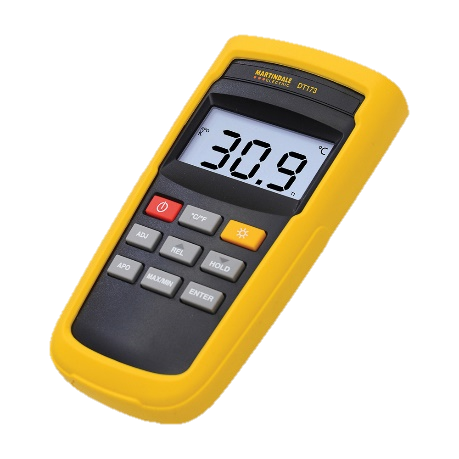 MARTINDALE
ELECTRIC DT173
°C
K
30.9
°C/°F
ADJ
REL
HOLD
APO
MAX/MIN
ENTER